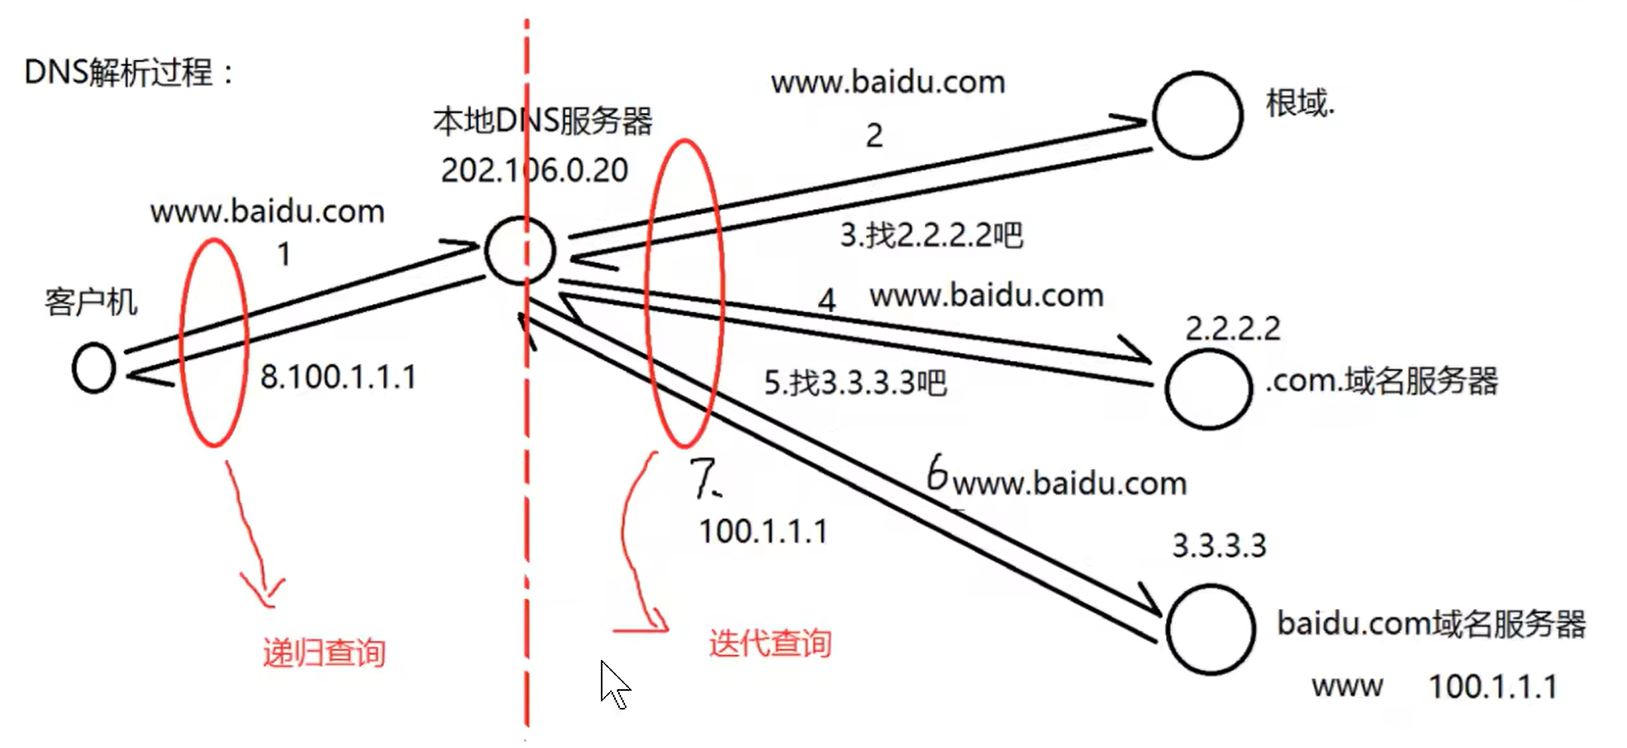 DNS解析过程：
本地DNS服务器
202.106.0.20
www.baidu.com
1
客户机
8.100.1.1.1
www.baidu.com
2
根域.
3.找2.2.2.2吧
4 www.baidu.com
2.2.2.2
.com.域名服务器
5.找3.3.3.3吧
6 www.baidu.com
7.
100.1.1.1
3.3.3.3
baidu.com域名服务器
www 100.1.1.1
递归查询
迭代查询